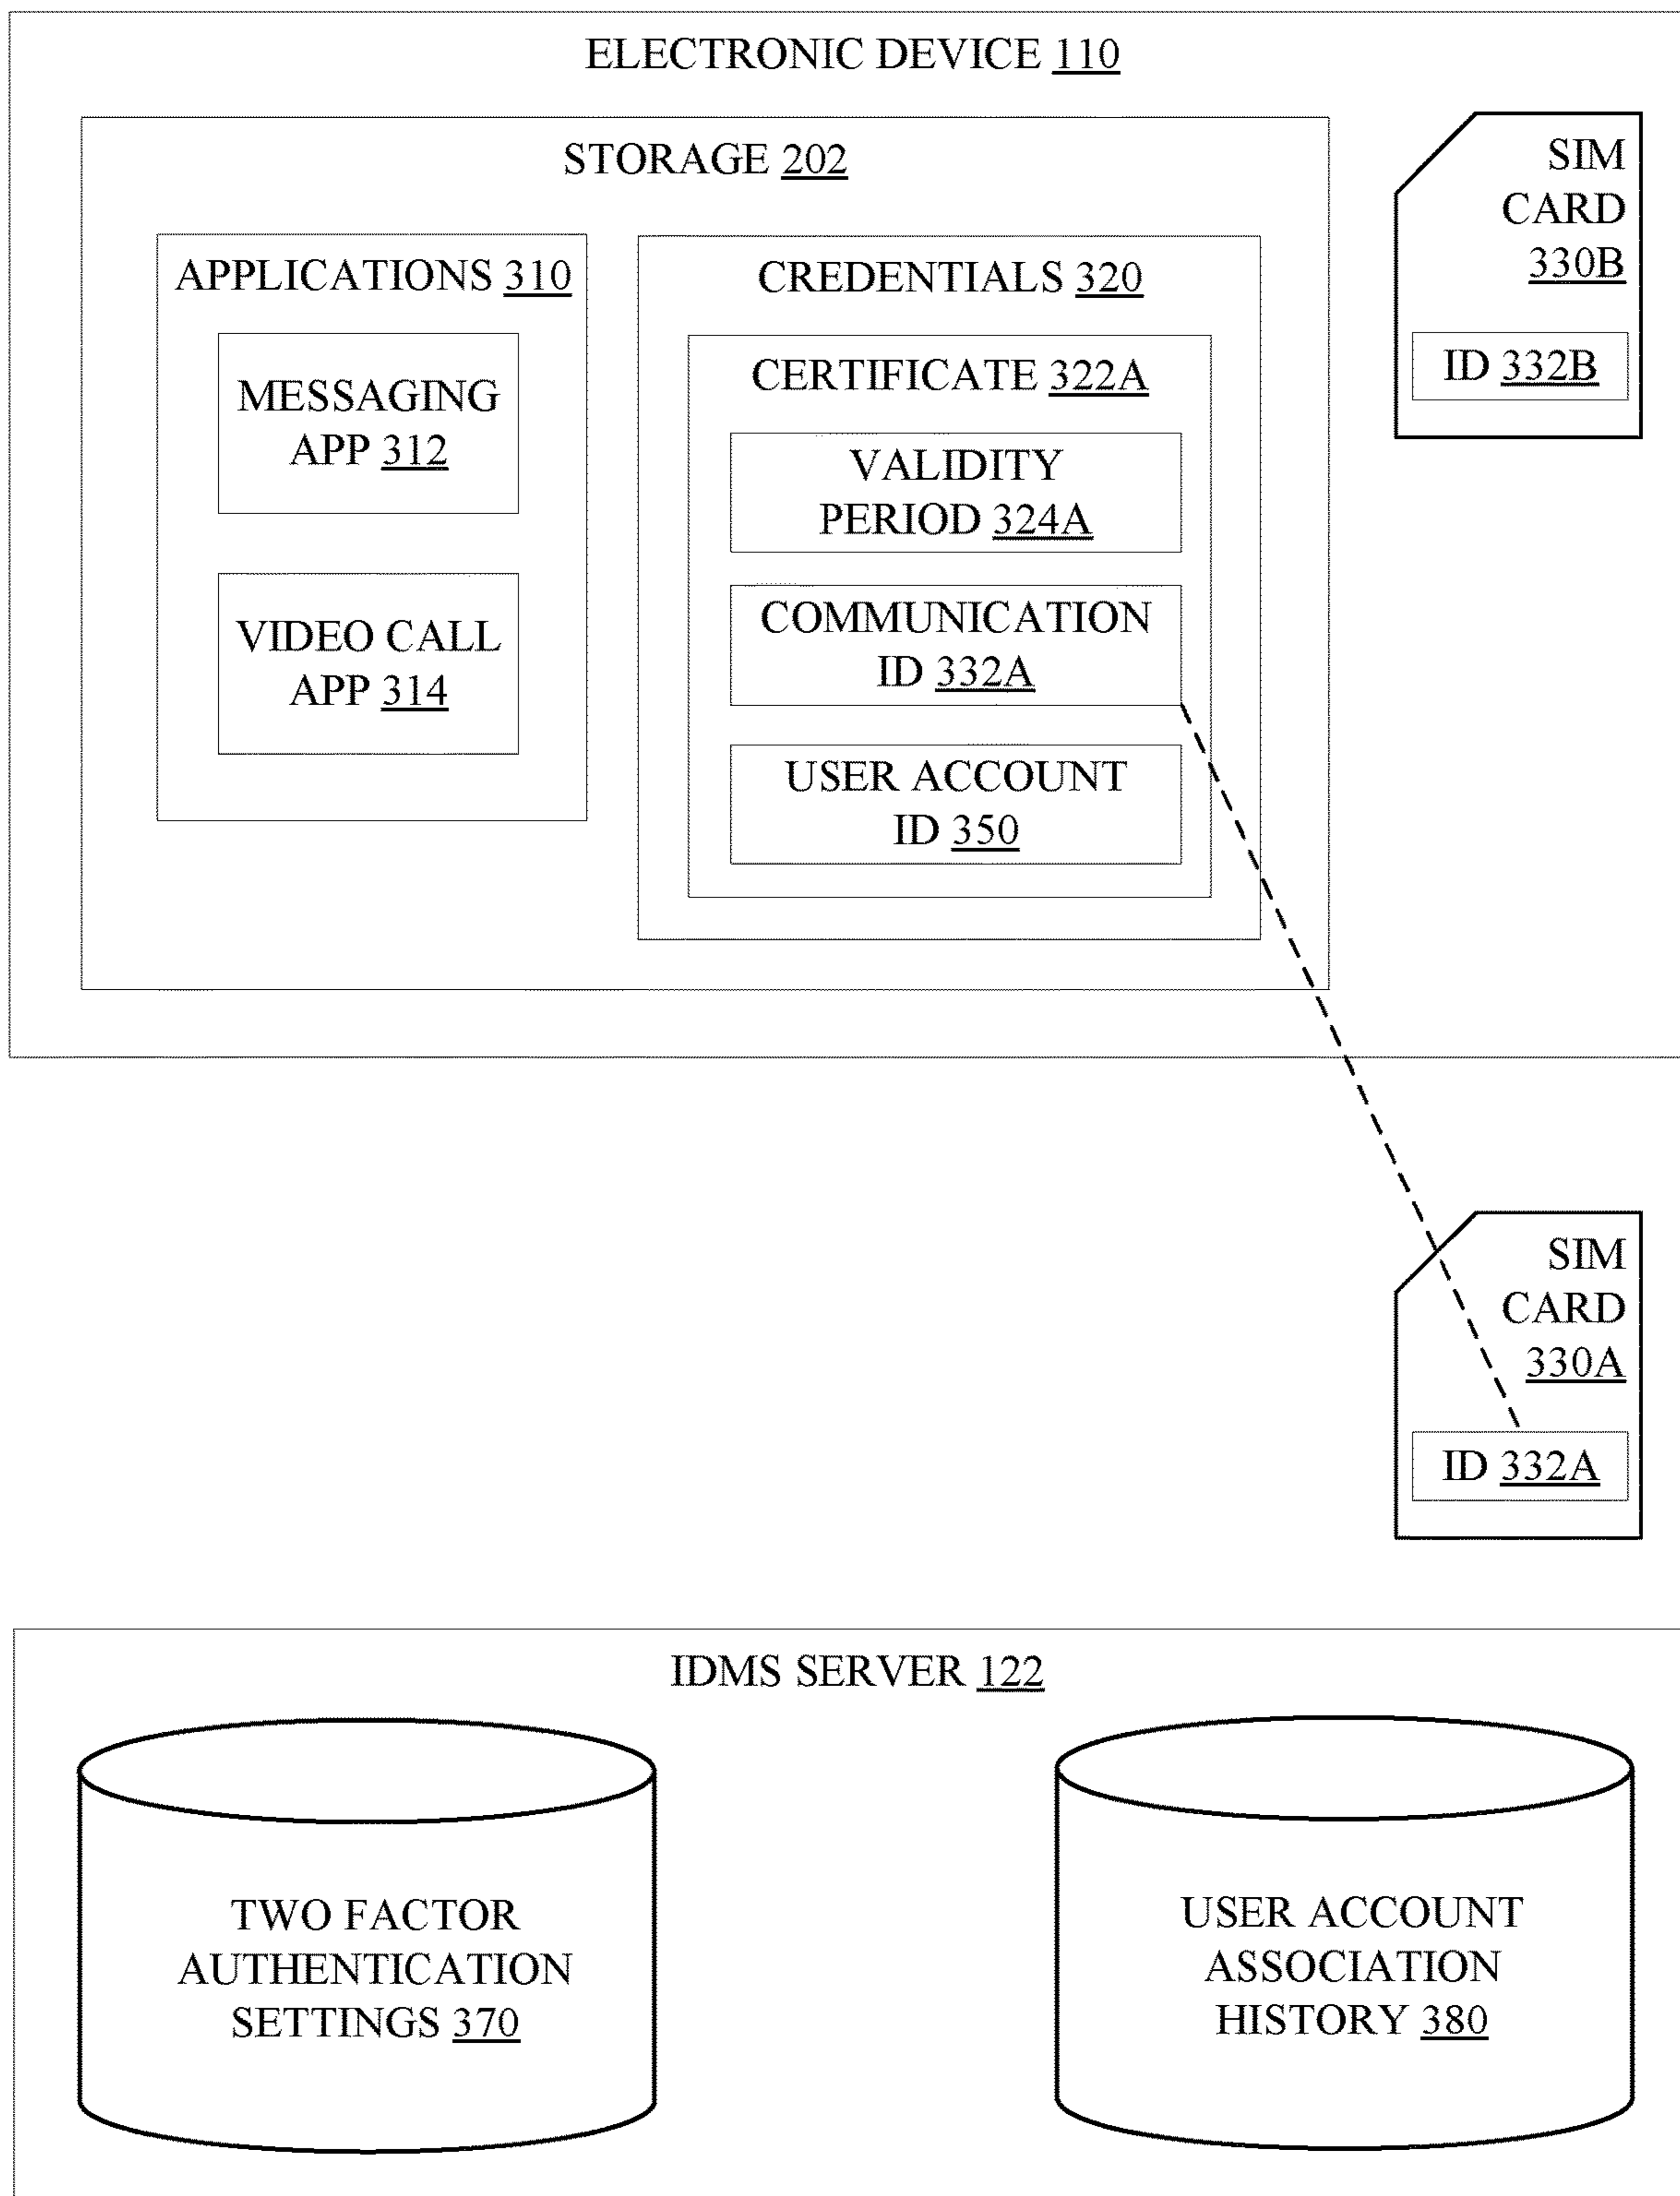 ELECTRONIC DEVICE 110
STORAGE 202
APPLICATIONS 310
MESSAGING
APP 312
VIDEO CALL
APP 314
CREDENTIALS 320
CERTIFICATE 322A
VALIDITY
PERIOD 324A
COMMUNICATION
ID 332A
USER ACCOUNT
ID 350
SIM
CARD
330B
ID 332B
SIM
CARD
330A
ID 332A
IDMS SERVER 122
TWO FACTOR
AUTHENTICATION
SETTINGS 370
USER ACCOUNT
ASSOCIATION
HISTORY 380